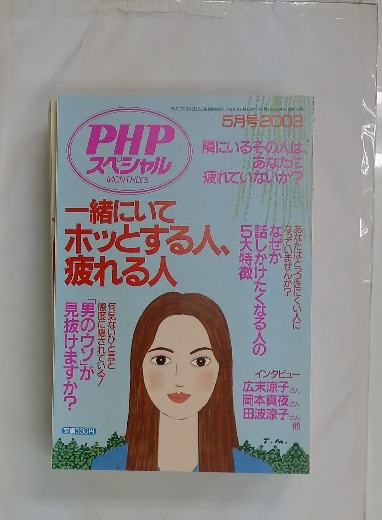 5月号2003
PHP
スペシャル
MONTHLY 5
隣にいるその人は、
あなたに
疲れていないか？
一緒にいて
ホッとする人、
疲れる人
あなたはとっつきにくい人に
なっていませんか？
なぜか
話しかけたくなる人の
5大特徴
何気ないひと言と
態度に隠されている！
「男のウソ」が
見抜けますか？
インタビュー
広末涼子さん
岡本真夜さん
田波涼子さん
他
T.M.